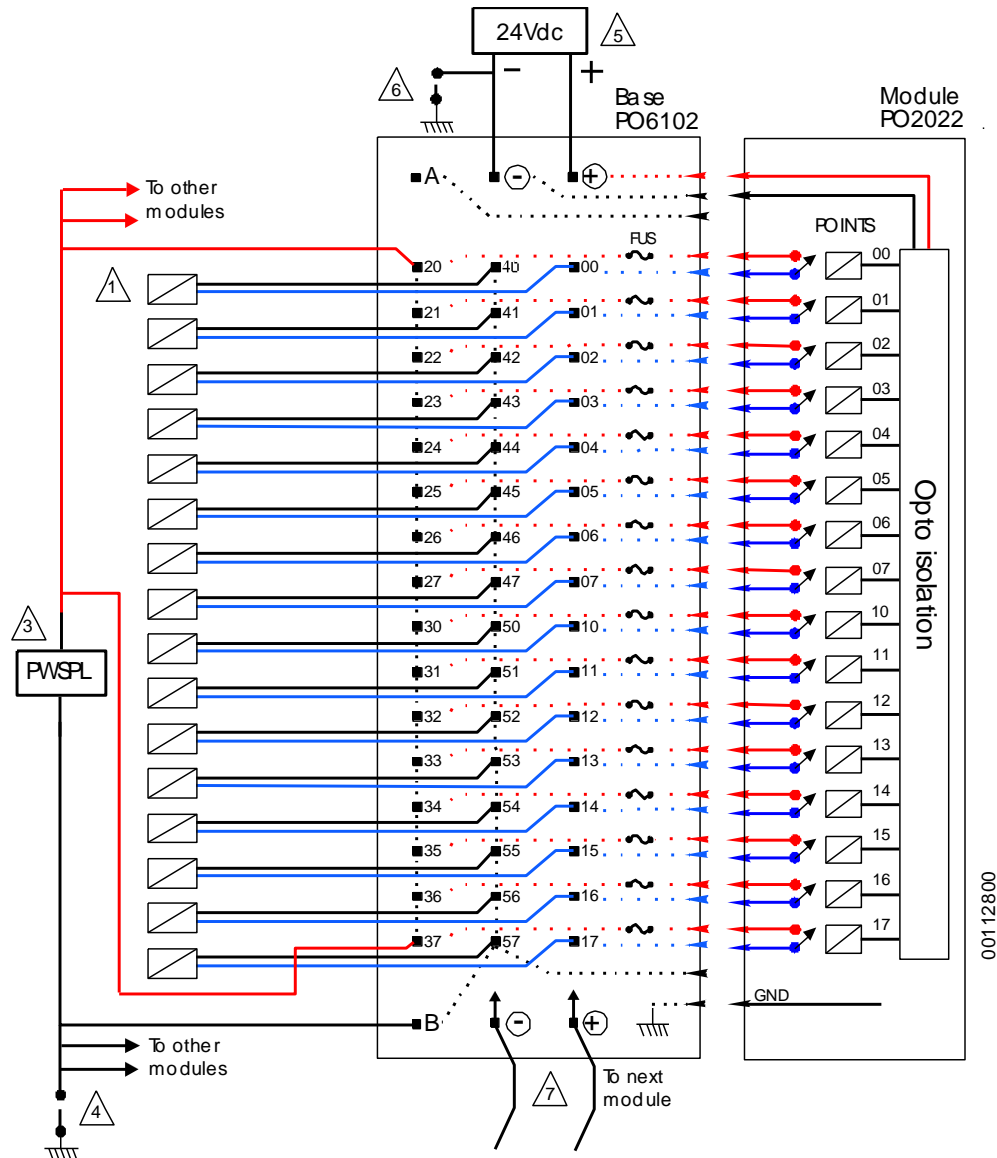 24Vdc
5
6
−
+
Base
PO6102
Module
PO2022
To other
modules
A
−
+
POINTS
FUS
1
20 40 00 00
21 41 01 01
22 42 02 02
23 43 03 03
24 44 04 04
25 45 05 05
26 46 06 06
27 47 07 07
30 50 10 10
31 51 11 11
32 52 12 12
33 53 13 13
34 54 14 14
35 55 15 15
36 56 16 16
37 57 17 17
Opto isolation
3
PWSPL
GND
B
−
+
To other
modules
4
7
To next
module
00112800